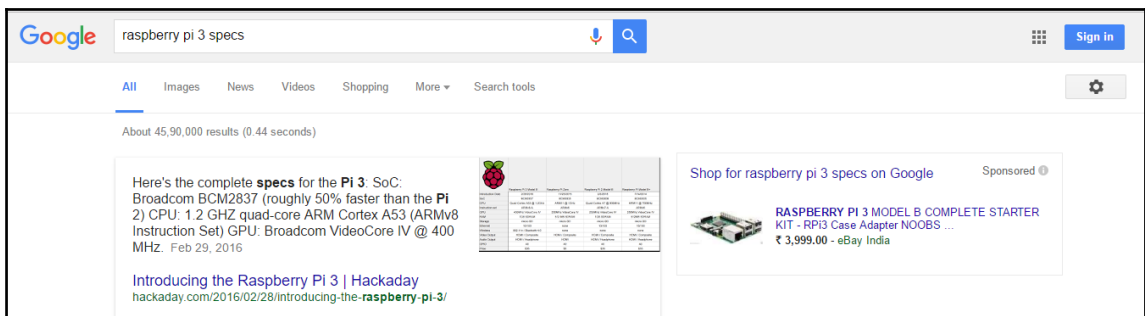 Google
raspberry pi 3 specs
Sign in
All Images News Videos Shopping More Search tools
About 45,90,000 results (0.44 seconds)
Here's the complete specs for the Pi 3: SoC:
Broadcom BCM2837 (roughly 50% faster than the Pi
2) CPU: 1.2 GHZ quad-core ARM Cortex A53 (ARMv8
Instruction Set) GPU: Broadcom VideoCore IV @ 400
MHz. Feb 29, 2016
Introducing the Raspberry Pi 3 | Hackaday
hackaday.com/2016/02/28/introducing-the-raspberry-pi-3/
Shop for raspberry pi 3 specs on Google
Sponsored
RASPBERRY PI 3 MODEL B COMPLETE STARTER
KIT - RPi3 Case Adapter NOOBS ...
₹ 3,999.00 - eBay India